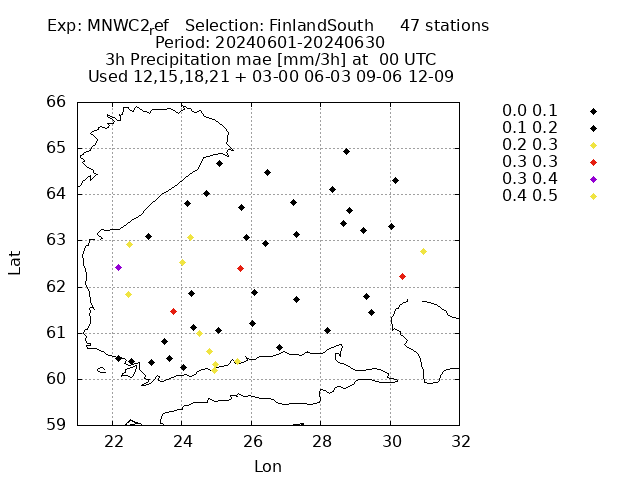 Exp: MNWC2ref Selection: FinlandSouth 47 stations
Period: 20240601-20240630
3h Precipitation mae [mm/3h] at 00 UTC
Used 12,15,18,21 + 03-00 06-03 09-06 12-09
66
65
64
63
62
61
60
59
22 24 26 28 30 32
Lat
Lon
0.0 0.1
0.1 0.2
0.2 0.3
0.3 0.3
0.3 0.4
0.4 0.5